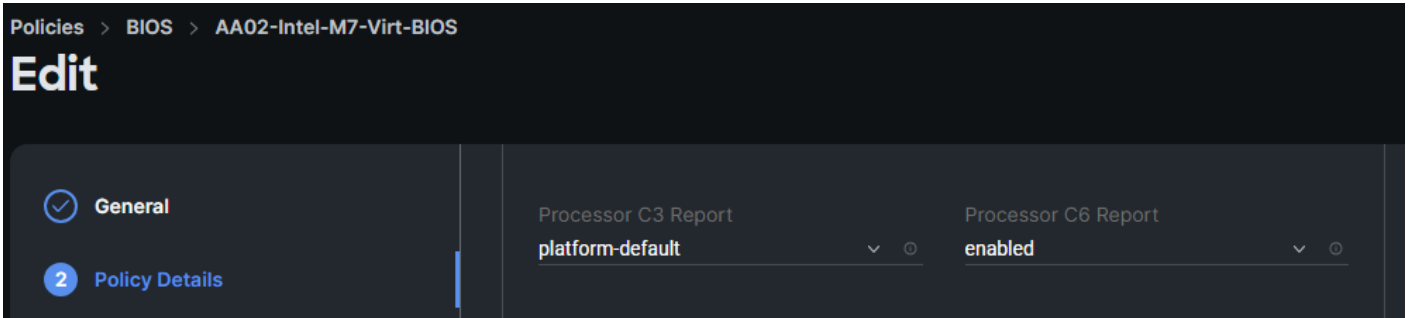 Policies > BIOS > AA02-Intel-M7-Virt-BIOS
Edit
General
2 Policy Details
Processor C3 Report
platform-default
Processor C6 Report
enabled